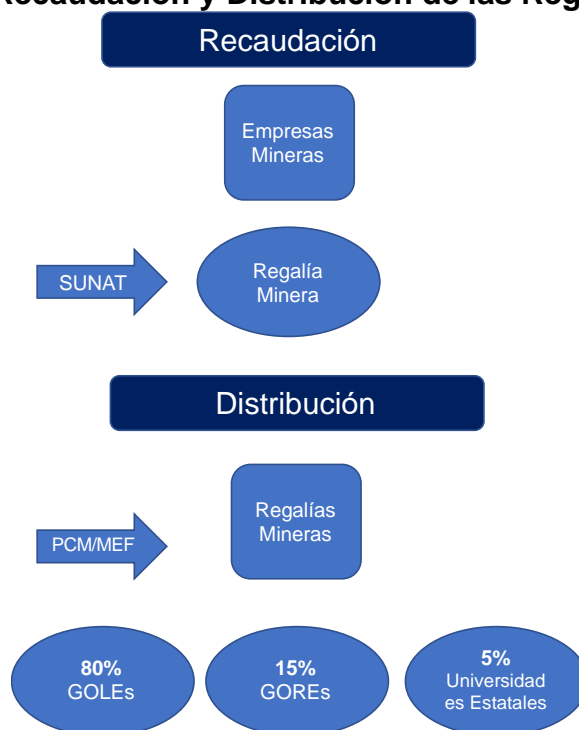 Recaudación y Distribución de las Reg
Recaudación
Empresas
Mineras
SUNAT
Regalía
Minera
Distribución
Regalías
Mineras
PCM/MEF
80%
GOLEs
15%
GOREs
5%
Universidad
es Estatales